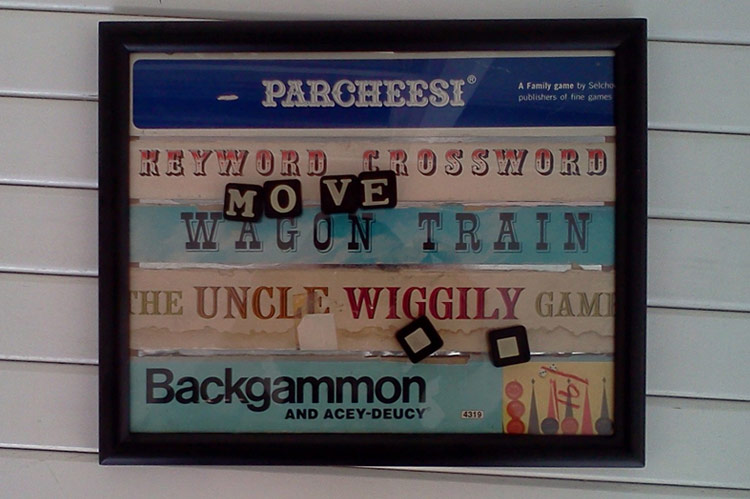 PARCHEESI®
A Family game by Selcho
publishers of fine games
KEYWORD CROSSWORD
MOVE
WAGON TRAIN
THE UNCLE WIGGILY GAME
Backgammon
AND ACEY-DEUCY
4319